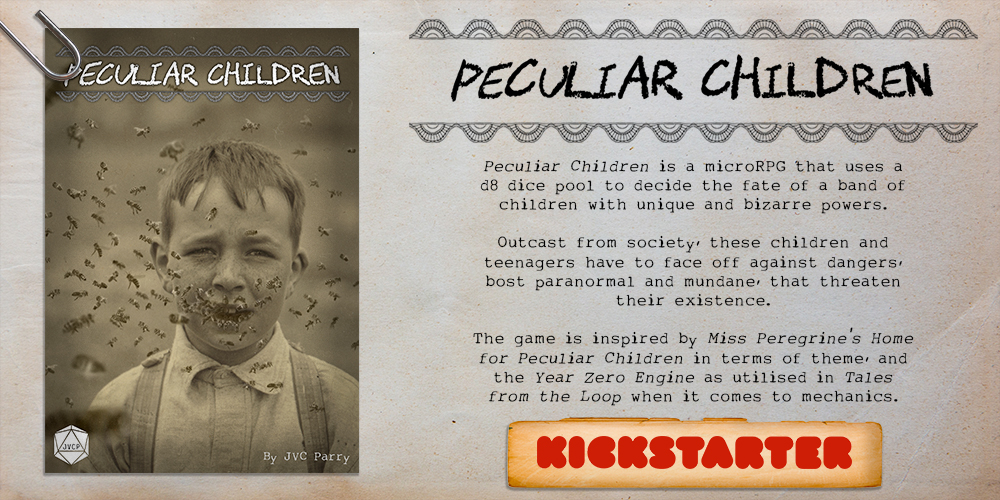 PECULIAR CHILDREN
JVCP
By JVC Parry
PECULIAR CHILDREN
Peculiar Children is a microRPG that uses a
d8 dice pool to decide the fate of a band of
children with unique and bizarre powers.
Outcast from society, these children and
teenagers have to face off against dangers,
bost paranormal and mundane, that threaten
their existence.
The game is inspired by Miss Peregrine's Home
for Peculiar Children in terms of theme, and
the Year Zero Engine as utilised in Tales
from the Loop when it comes to mechanics.
KICKSTARTER